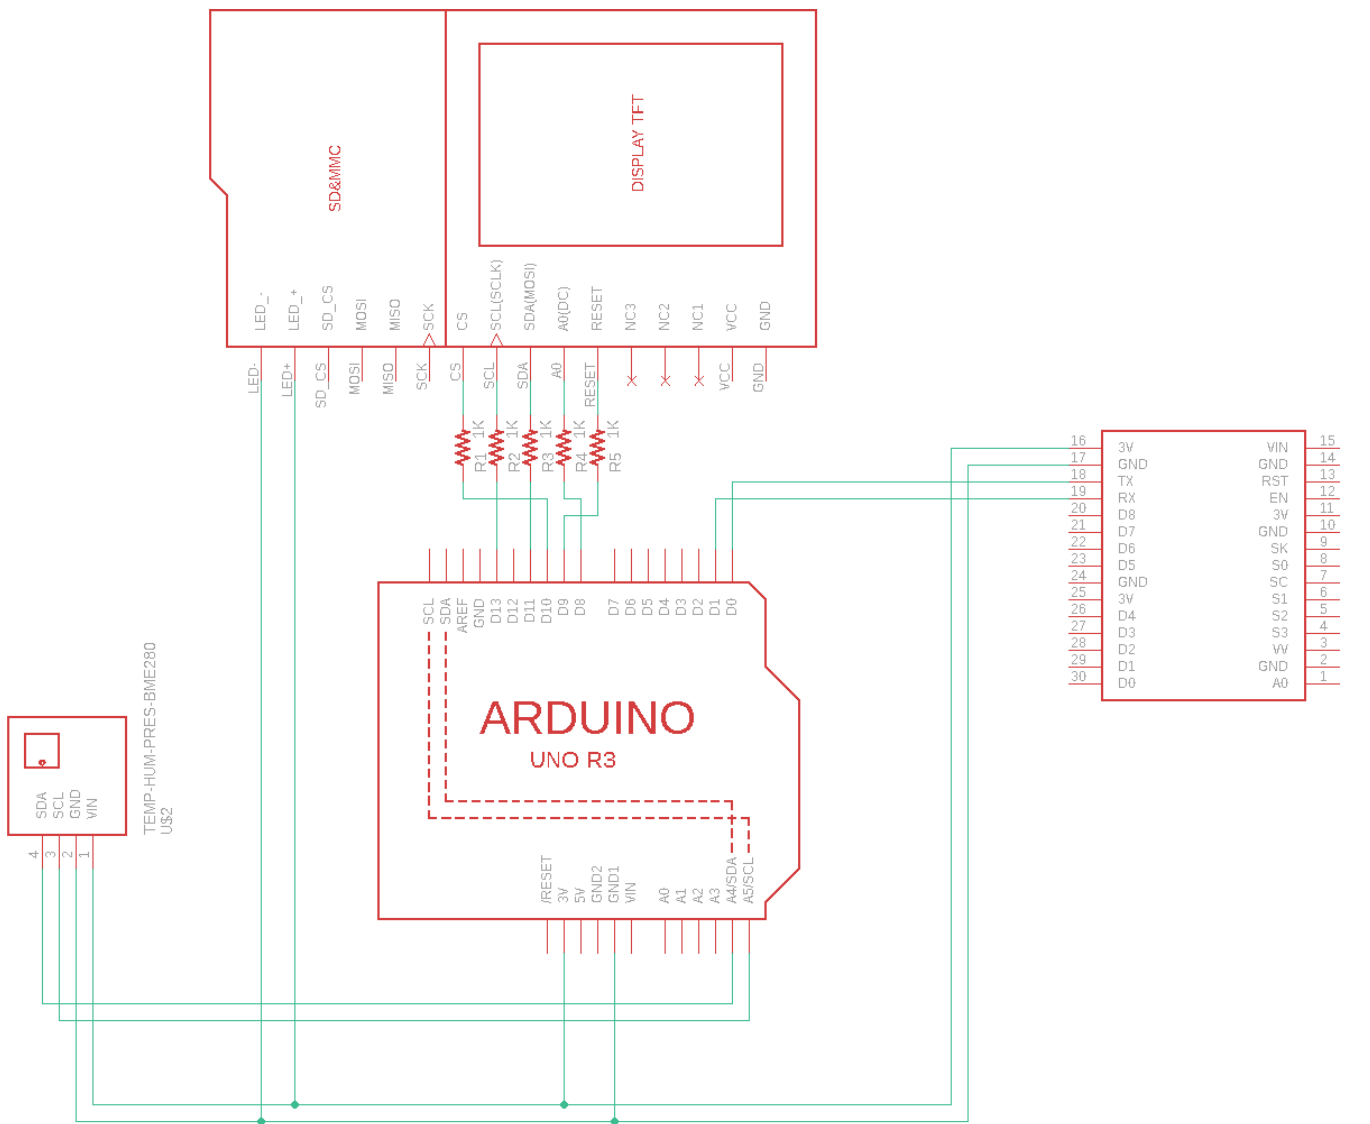 SD&MMC
DISPLAY TFT
LED_-
LED_+
SD_CS
MOSI
MISO
SCK
CS
SCL(SCLK)
SDA(MOSI)
A0(DC)
RESET
NC3
NC2
NC1
VCC
GND
LED-
LED+
SD_CS
MOSI
MISO
SCK
CS
SCL
SDA
A0
RESET
VCC
GND
R1 1K
R2 1K
R3 1K
R4 1K
R5 1K
16 3V VIN 15
17 GND GND 14
18 TX RST 13
19 RX EN 12
20 D8 3V 11
21 D7 GND 10
22 D6 SK 9
23 D5 S0 8
24 GND SC 7
25 3V S1 6
26 D4 S2 5
27 D3 S3 4
28 D2 VV 3
29 D1 GND 2
30 D0 A0 1
SCL
SDA
AREF
GND
D13
D12
D11
D10
D9
D8
D7
D6
D5
D4
D3
D2
D1
D0
ARDUINO
UNO R3
/RESET
3V
5V
GND2
GND1
VIN
A0
A1
A2
A3
A4/SDA
A5/SCL
TEMP-HUM-PRES-BME280
U$2
SDA
SCL
GND
VIN
4
3
2
1